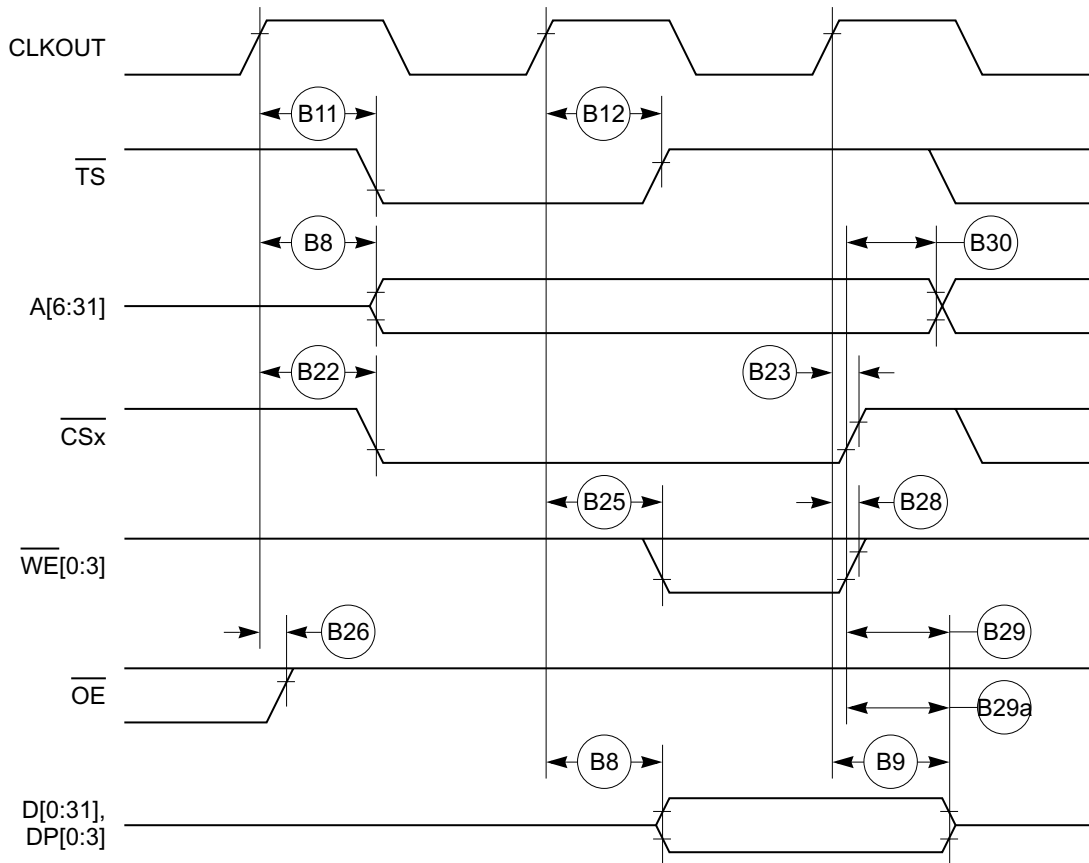 CLKOUT
B11
B12
TS
B8
B30
A[6:31]
B22
B23
CSx
B25
B28
WE[0:3]
B26
B29
OE
B29a
B8
B9
D[0:31],
DP[0:3]